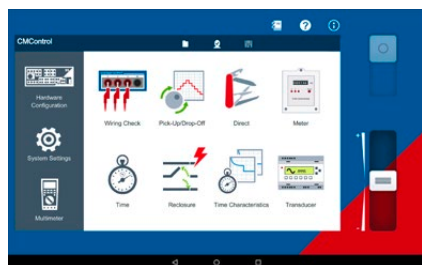 CMControl
Hardware
Configuration
System Settings
Multimeter
Wiring Check
Pick-Up/Drop-Off
Direct
Meter
Time
Reclosure
Time Characteristics
Transducer